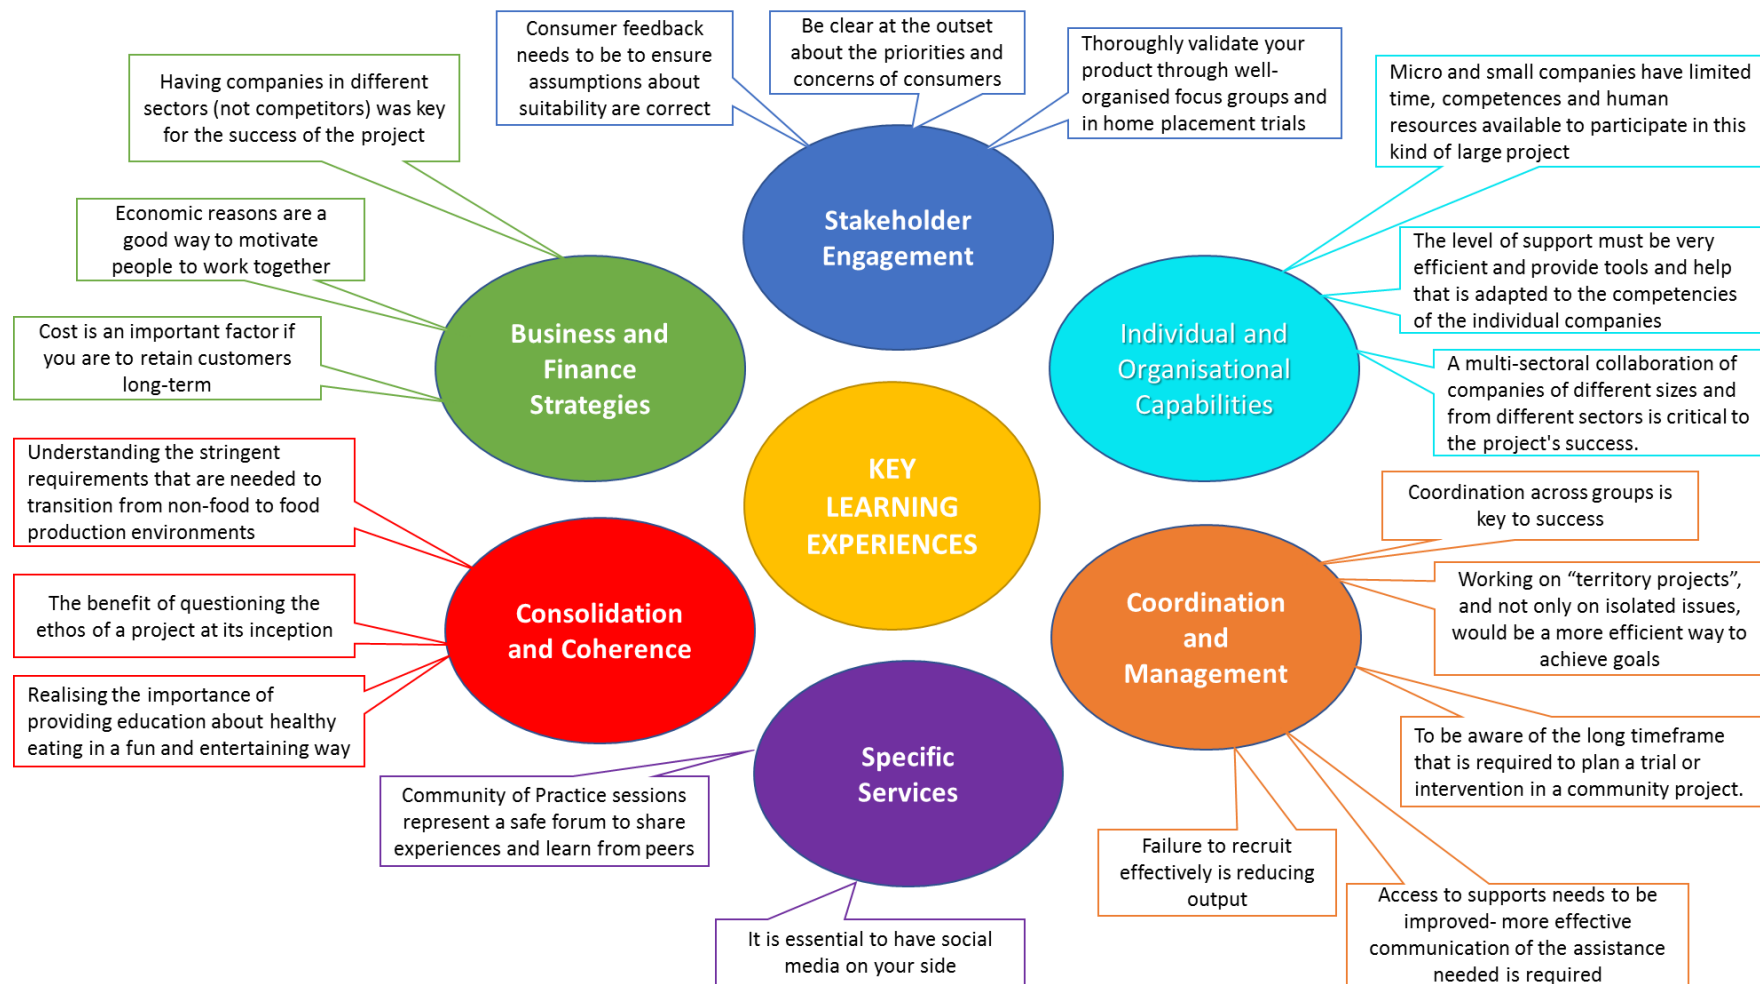 Consumer feedback
needs to be to ensure
assumptions about
suitability are correct
Be clear at the outset
about the priorities and
concerns of consumers
Thoroughly validate your
product through well-
organised focus groups and
in home placement trials
Having companies in different
sectors (not competitors) was key
for the success of the project
Micro and small companies have limited
time, competences and human
resources available to participate in this
kind of large project
Economic reasons are a
good way to motivate
people to work together
Stakeholder
Engagement
The level of support must be very
efficient and provide tools and help
that is adapted to the competencies
of the individual companies
Cost is an important factor if
you are to retain customers
long-term
Business and
Finance
Strategies
Individual and
Organisational
Capabilities
A multi-sectoral collaboration of
companies of different sizes and
from different sectors is critical to
the project's success.
Understanding the stringent
requirements that are needed to
transition from non-food to food
production environments
KEY
LEARNING
EXPERIENCES
Coordination across groups is
key to success
The benefit of questioning the
ethos of a project at its inception
Consolidation
and Coherence
Coordination
and
Management
Working on “territory projects”,
and not only on isolated issues,
would be a more efficient way to
achieve goals
Realising the importance of
providing education about healthy
eating in a fun and entertaining way
Specific
Services
To be aware of the long timeframe
that is required to plan a trial or
intervention in a community project.
Community of Practice sessions
represent a safe forum to share
experiences and learn from peers
Failure to recruit
effectively is reducing
output
It is essential to have social
media on your side
Access to supports needs to be
improved- more effective
communication of the assistance
needed is required